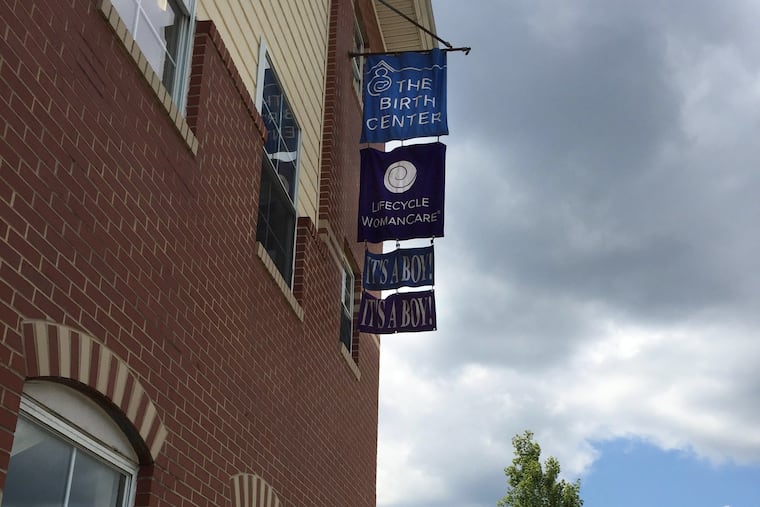 THE
BIRTH
CENTER
LIFECYCLE
WOMANCARE®
IT'S A BOY!
IT'S A BOY!